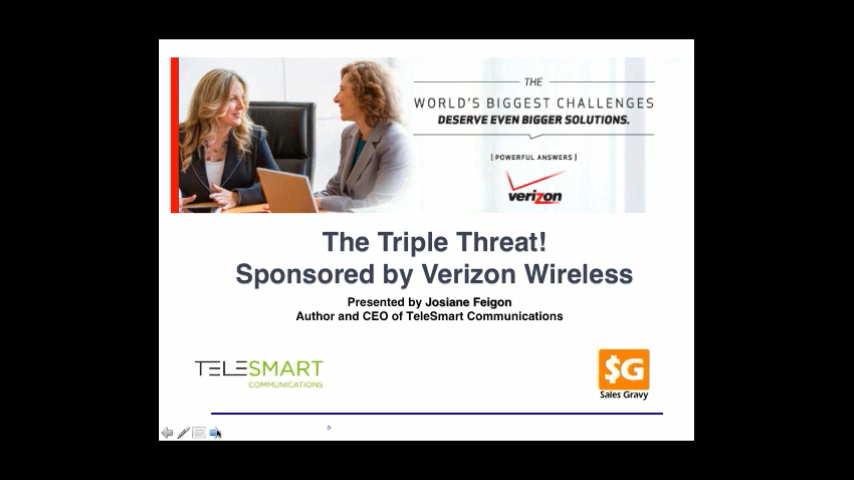 THE
WORLD'S BIGGEST CHALLENGES
DESERVE EVEN BIGGER SOLUTIONS.
[POWERFUL ANSWERS]
verizon
The Triple Threat!
Sponsored by Verizon Wireless
Presented by Josiane Feigon
Author and CEO of TeleSmart Communications
TELESMART
COMMUNICATIONS
$G
Sales Gravy